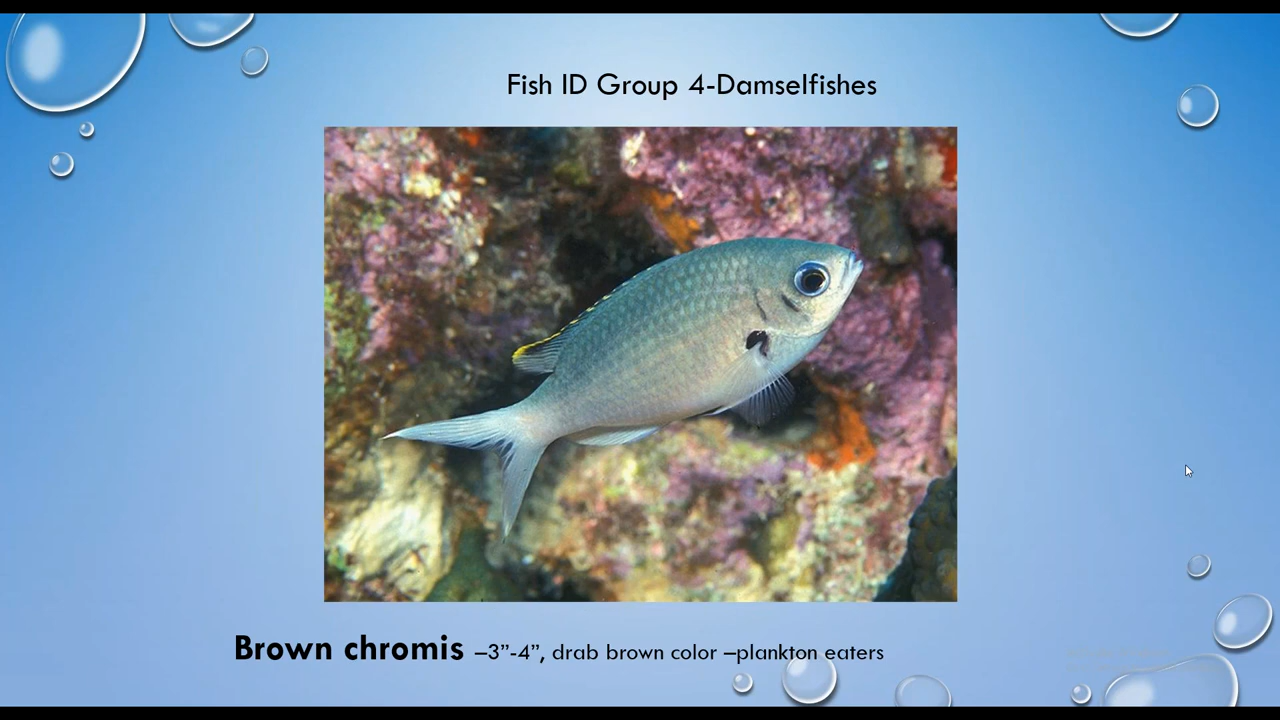 Fish ID Group 4-Damselfishes
Brown chromis –3”-4”, drab brown color –plankton eaters